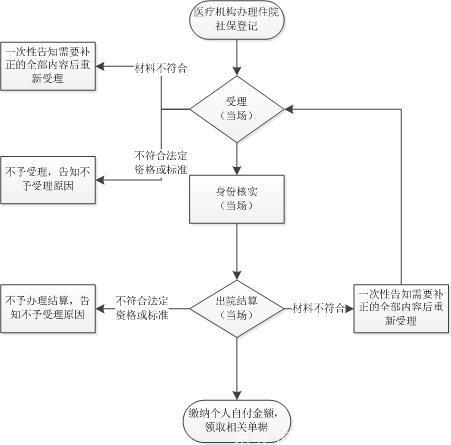 医疗机构办理住院
社保登记
一次性告知需要补
正的全部内容后重
新受理
材料不符合
受理
（当场）
不符合法定
资格或标准
不予受理，告知不
予受理原因
身份核实
（当场）
不予办理结算，告
知不予受理原因
不符合法定
资格或标准
出院结算
（当场）
材料不符合
一次性告知需要补
正的全部内容后重
新受理
缴纳个人自付金额，
领取相关单据